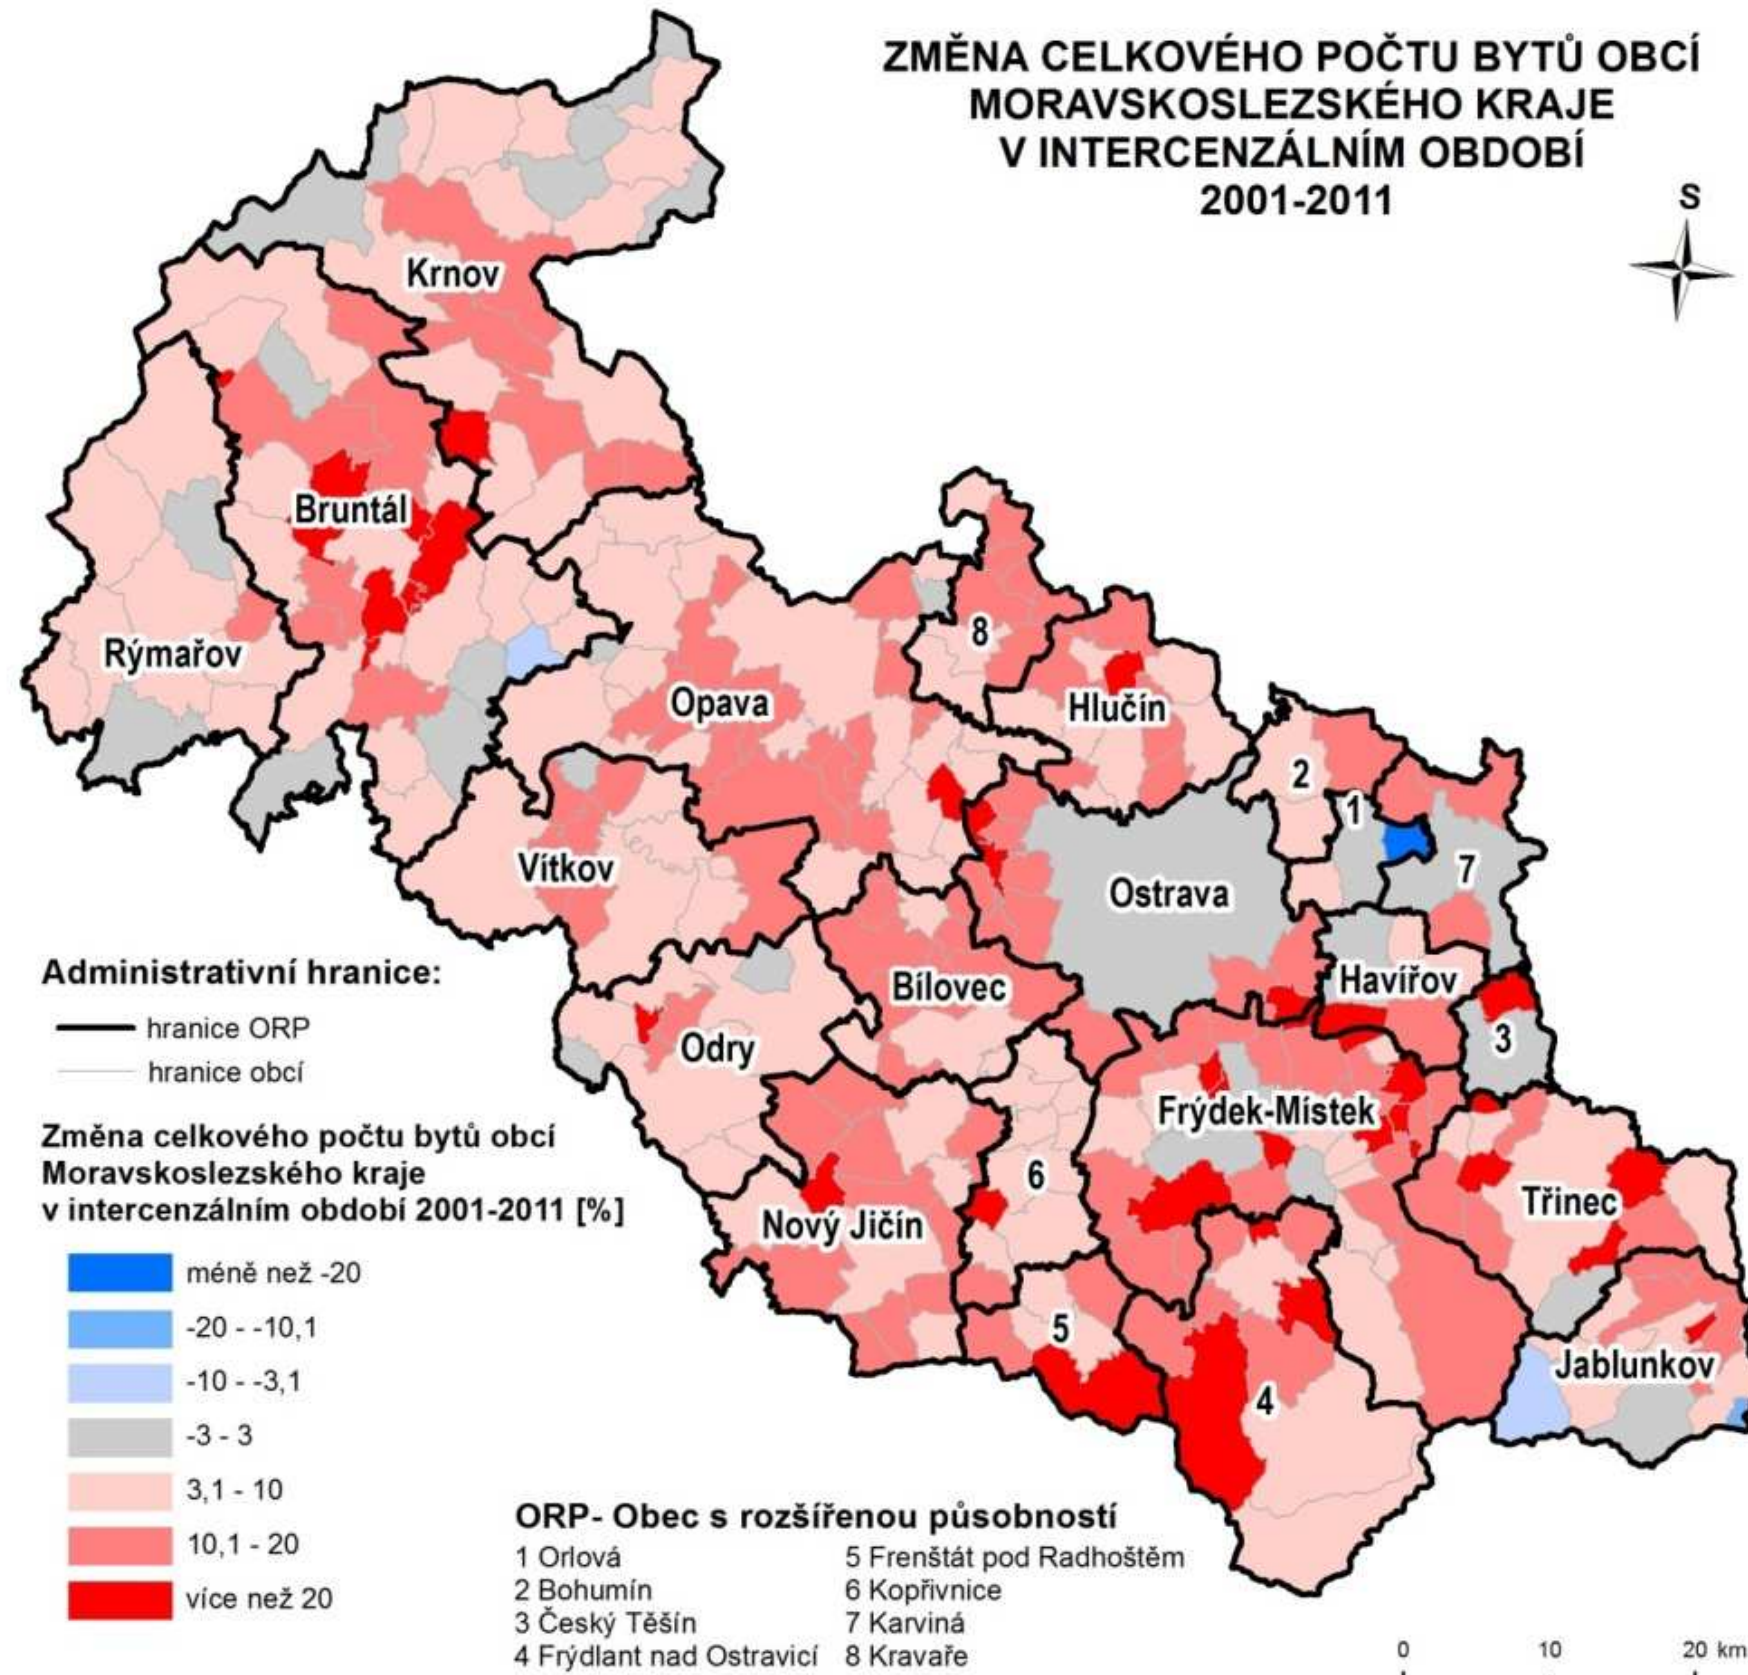 ZMĚNA CELKOVÉHO POČTU BYTŮ OBCÍ
MORAVSKOSLEZSKÉHO KRAJE
V INTERCENZÁLNÍM OBDOBÍ
2001-2011
S
Krnov
Bruntál
Rýmařov
8
Opava
Hlučín
2
1
7
Vítkov
Ostrava
Havířov
Bílovec
3
Odry
Frýdek-Místek
6
Třinec
Nový Jičín
5
Jablunkov
4
Administrativní hranice:
hranice ORP
hranice obcí
Změna celkového počtu bytů obcí
Moravskoslezského kraje
v intercenzálním období 2001-2011 [%]
méně než -20
-20 - -10,1
-10 - -3,1
-3 - 3
3,1 - 10
10,1 - 20
více než 20
ORP- Obec s rozšířenou působností
1 Orlová
2 Bohumín
3 Český Těšín
4 Frýdlant nad Ostravicí
5 Frenštát pod Radhoštěm
6 Kopřivnice
7 Karviná
8 Kravaře
0 10 20 km